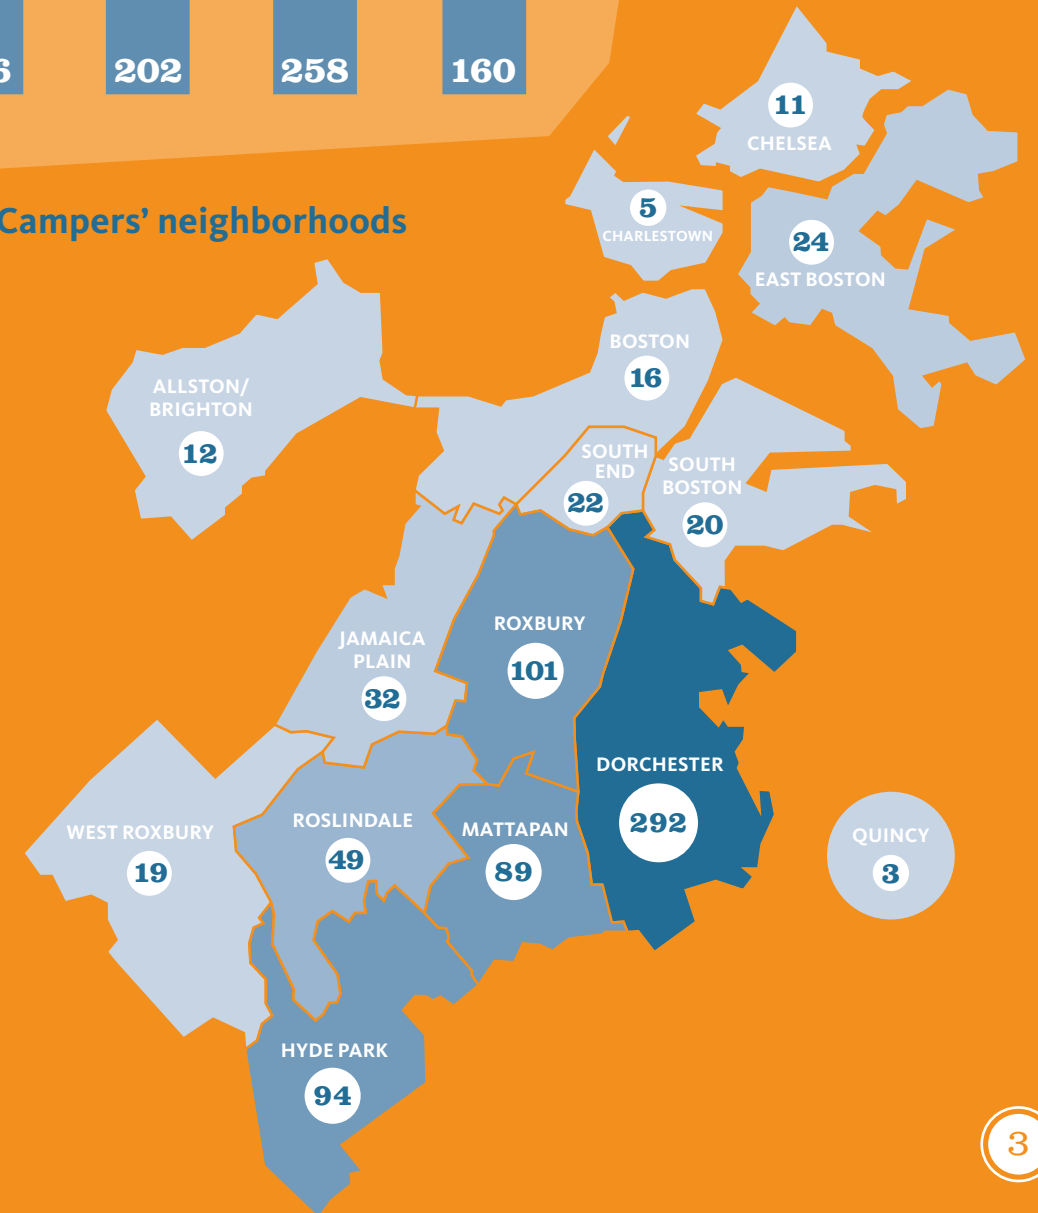 6 202 258 160
Campers’ neighborhoods
11
CHELSEA
5
CHARLESTOWN
24
EAST BOSTON
BOSTON
16
ALLSTON/
BRIGHTON
12
SOUTH
END
22
SOUTH
BOSTON
20
ROXBURY
101
JAMAICA
PLAIN
32
DORCHESTER
292
WEST ROXBURY
19
ROSLINDALE
49
MATTAPAN
89
QUINCY
3
HYDE PARK
94
3